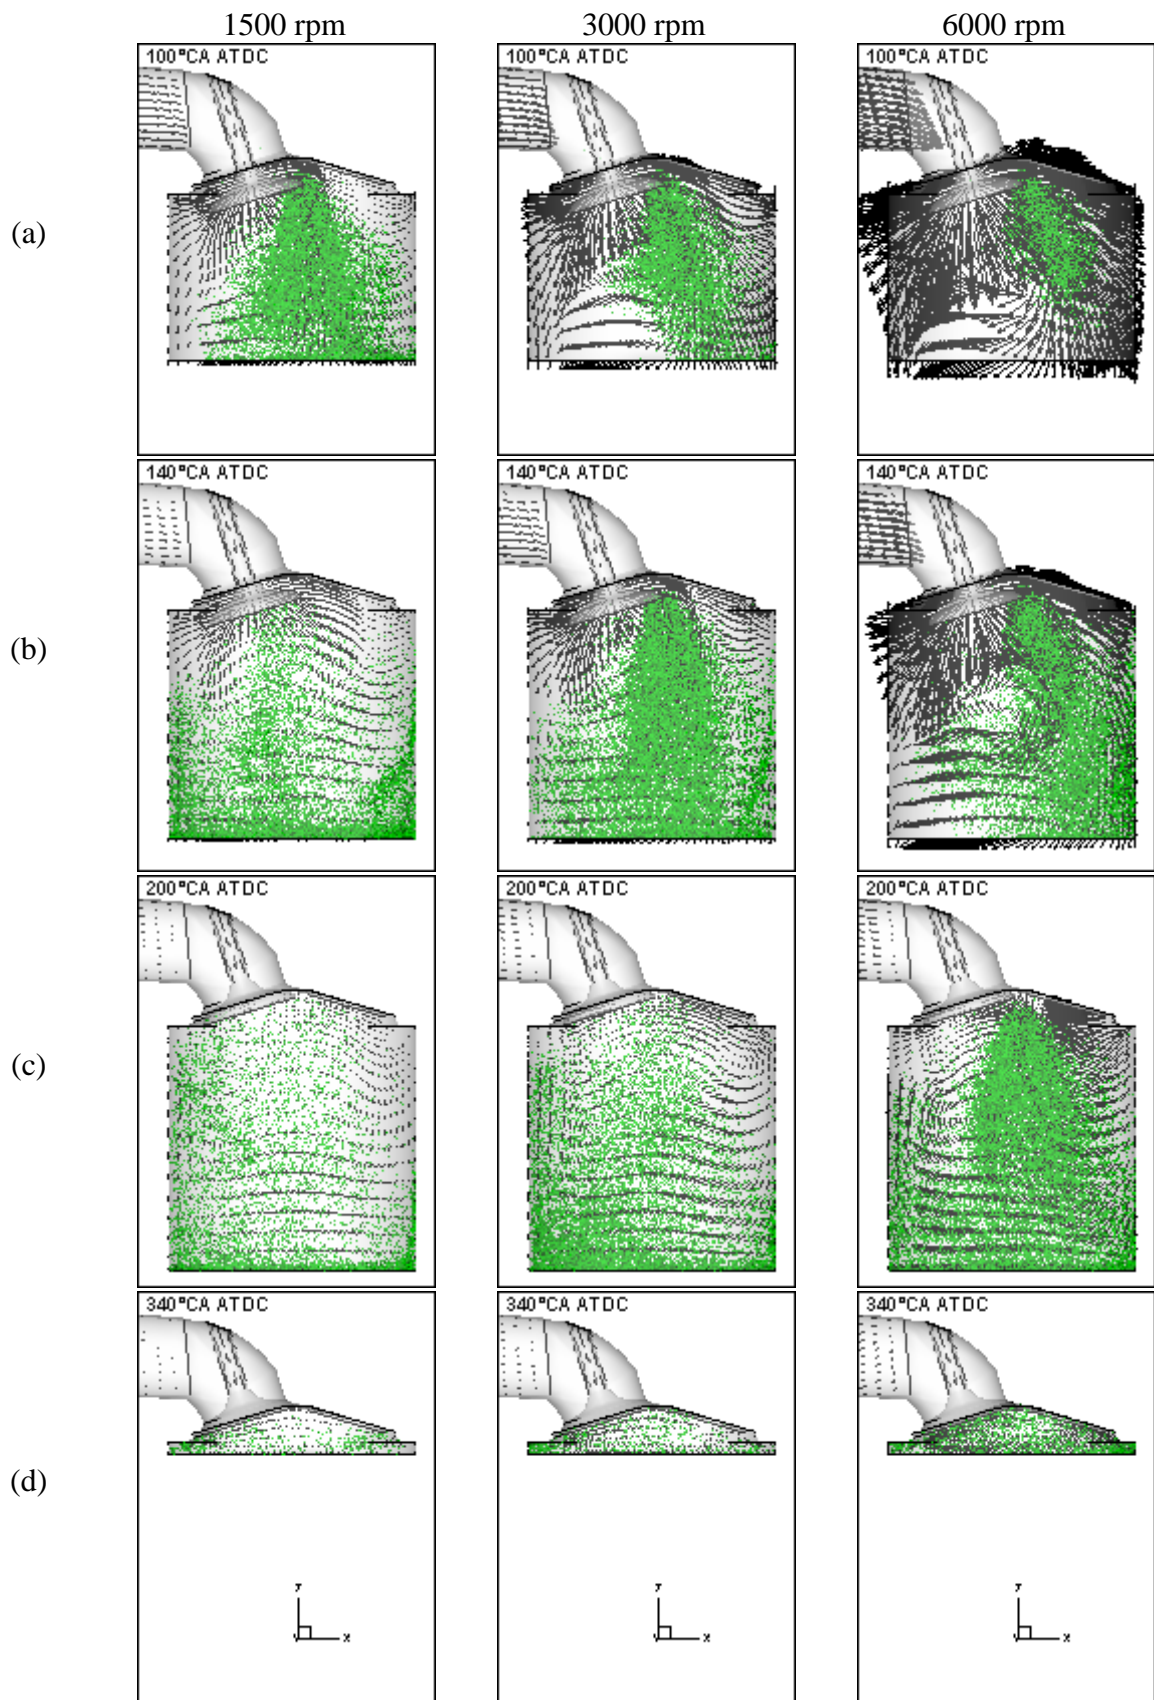 1500 rpm 3000 rpm 6000 rpm
100°CA ATDC 100°CA ATDC 100°CA ATDC
(a)
140°CA ATDC 140°CA ATDC 140°CA ATDC
(b)
200°CA ATDC 200°CA ATDC 200°CA ATDC
(c)
340°CA ATDC 340°CA ATDC 340°CA ATDC
(d)
x x x